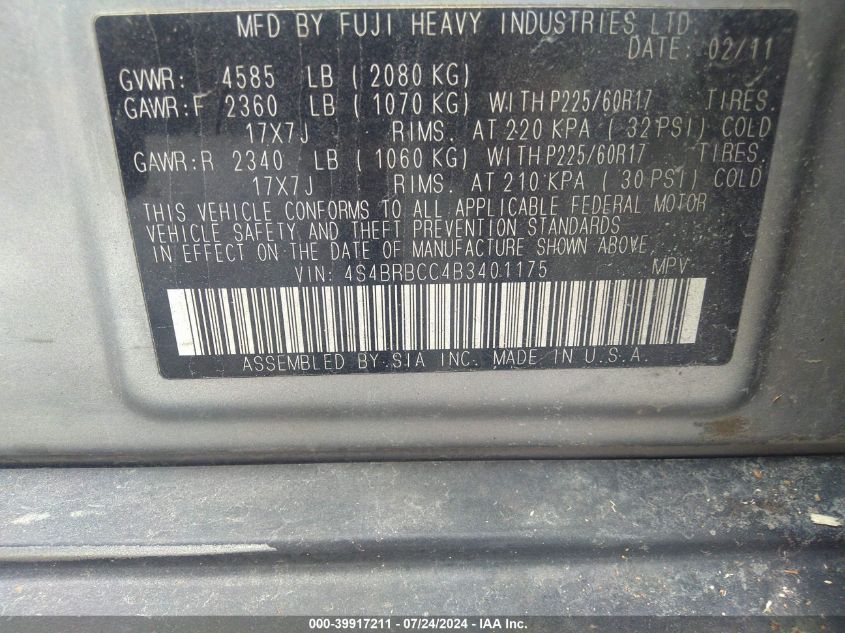 MFD BY FUJI HEAVY INDUSTRIES LTD
DATE: 02/11
GVWR: 4585 LB ( 2080 KG)
GAWR:F 2360 LB ( 1070 KG) WITHP225/60R17 TIRES.
17X7J RIMS. AT 220 KPA ( 32 PSI) COLD
GAWR:R 2340 LB ( 1060 KG) WITHP225/60R17 TIRES.
17X7J RIMS. AT 210 KPA ( 30 PSI) COLD
THIS VEHICLE CONFORMS TO ALL APPLICABLE FEDERAL MOTOR
VEHICLE SAFETY AND THEFT PREVENTION STANDARDS
IN EFFECT ON THE DATE OF MANUFACTURE SHOWN ABOVE.
VIN: 4S4BRBCC4B3401175 MPV
ASSEMBLED BY SIA INC. MADE IN U.S.A.
000-39917211 - 07/24/2024 - IAA Inc.